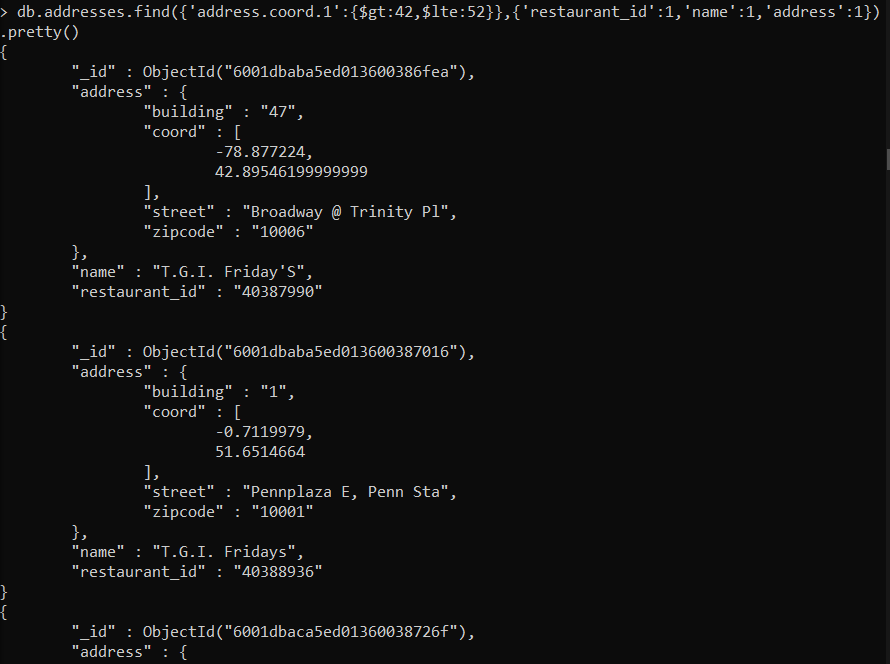 > db.addresses.find({'address.coord.1':{$gt:42,$lte:52}},{'restaurant_id':1,'name':1,'address':1})
.pretty()
{
        "_id" : ObjectId("6001dbaba5ed013600386fea"),
        "address" : {
                "building" : "47",
                "coord" : [
                        -78.877224,
                        42.89546199999999
                ],
                "street" : "Broadway @ Trinity Pl",
                "zipcode" : "10006"
        },
        "name" : "T.G.I. Friday'S",
        "restaurant_id" : "40387990"
}
{
        "_id" : ObjectId("6001dbaba5ed013600387016"),
        "address" : {
                "building" : "1",
                "coord" : [
                        -0.7119979,
                        51.6514664
                ],
                "street" : "Pennplaza E, Penn Sta",
                "zipcode" : "10001"
        },
        "name" : "T.G.I. Fridays",
        "restaurant_id" : "40388936"
}
{
        "_id" : ObjectId("6001dbaca5ed01360038726f"),
        "address" : {